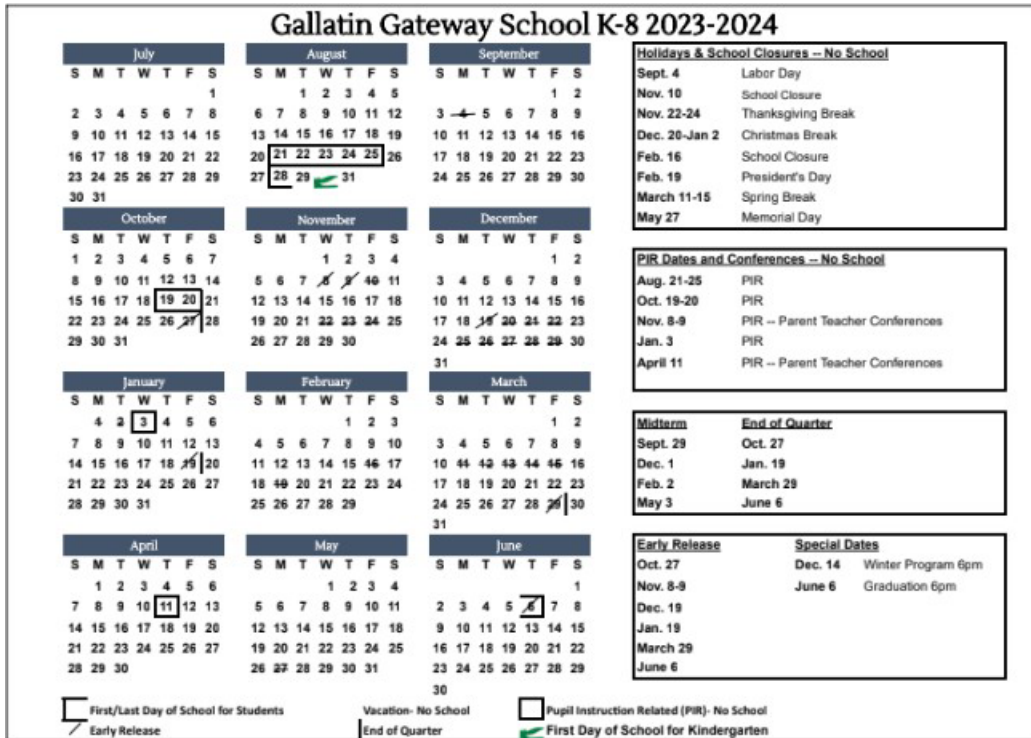 Gallatin Gateway School K-8 2023-2024
July
S M T W T F S
1
2 3 4 5 6 7 8
9 10 11 12 13 14 15
16 17 18 19 20 21 22
23 24 25 26 27 28 29
30 31
August
S M T W T F S
1 2 3 4 5
6 7 8 9 10 11 12
13 14 15 16 17 18 19
20 21 22 23 24 25 26
27 28 29 31
September
S M T W T F S
1 2
3 4 5 6 7 8 9
10 11 12 13 14 15 16
17 18 19 20 21 22 23
24 25 26 27 28 29 30
October
S M T W T F S
1 2 3 4 5 6 7
8 9 10 11 12 13 14
15 16 17 18 19 20 21
22 23 24 25 26 27 28
29 30 31
November
S M T W T F S
1 2 3 4
5 6 7 8 9 10 11
12 13 14 15 16 17 18
19 20 21 22 23 24 25
26 27 28 29 30
December
S M T W T F S
1 2
3 4 5 6 7 8 9
10 11 12 13 14 15 16
17 18 19 20 21 22 23
24 25 26 27 28 29 30
31
January
S M T W T F S
1 2 3 4 5 6
7 8 9 10 11 12 13
14 15 16 17 18 19 20
21 22 23 24 25 26 27
28 29 30 31
February
S M T W T F S
1 2 3
4 5 6 7 8 9 10
11 12 13 14 15 16 17
18 19 20 21 22 23 24
25 26 27 28 29
March
S M T W T F S
1 2
3 4 5 6 7 8 9
10 11 12 13 14 15 16
17 18 19 20 21 22 23
24 25 26 27 28 29 30
31
April
S M T W T F S
1 2 3 4 5 6
7 8 9 10 11 12 13
14 15 16 17 18 19 20
21 22 23 24 25 26 27
28 29 30
May
S M T W T F S
1 2 3 4
5 6 7 8 9 10 11
12 13 14 15 16 17 18
19 20 21 22 23 24 25
26 27 28 29 30 31
June
S M T W T F S
1
2 3 4 5 6 7 8
9 10 11 12 13 14 15
16 17 18 19 20 21 22
23 24 25 26 27 28 29
30
Holidays & School Closures -- No School
Sept. 4 Labor Day
Nov. 10 School Closure
Nov. 22-24 Thanksgiving Break
Dec. 20-Jan 2 Christmas Break
Feb. 16 School Closure
Feb. 19 President's Day
March 11-15 Spring Break
May 27 Memorial Day
PIR Dates and Conferences -- No School
Aug. 21-25 PIR
Oct. 19-20 PIR
Nov. 8-9 PIR -- Parent Teacher Conferences
Jan. 3 PIR
April 11 PIR -- Parent Teacher Conferences
Midterm End of Quarter
Sept. 29 Oct. 27
Dec. 1 Jan. 19
Feb. 2 March 29
May 3 June 6
Early Release Special Dates
Oct. 27 Dec. 14 Winter Program 6pm
Nov. 8-9 June 6 Graduation 6pm
Dec. 19
Jan. 19
March 29
June 6
First/Last Day of School for Students Vacation- No School Pupil Instruction Related (PIR)- No School
Early Release End of Quarter First Day of School for Kindergarten